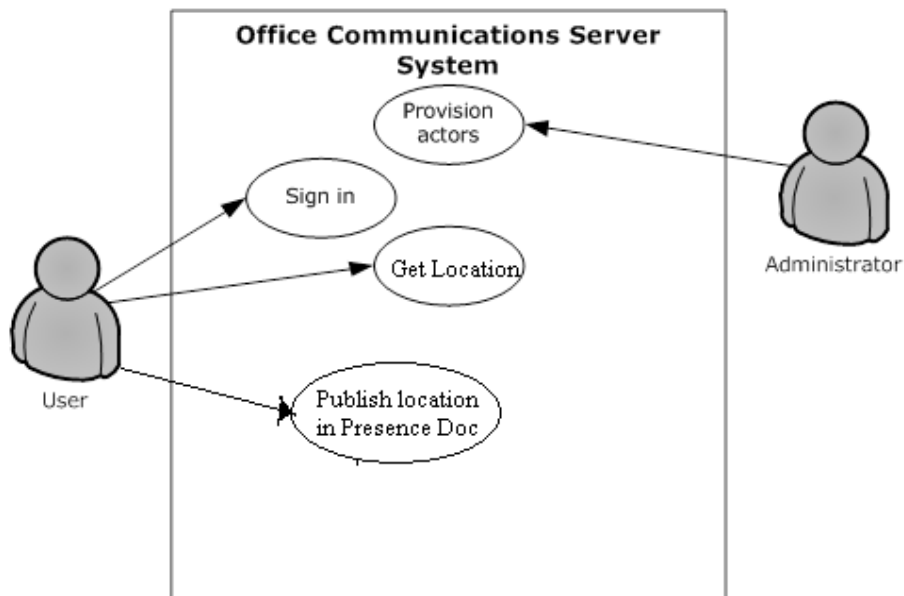 Office Communications Server
System
Provision
actors
Sign in
Get Location
Administrator
User
Publish location
in Presence Doc